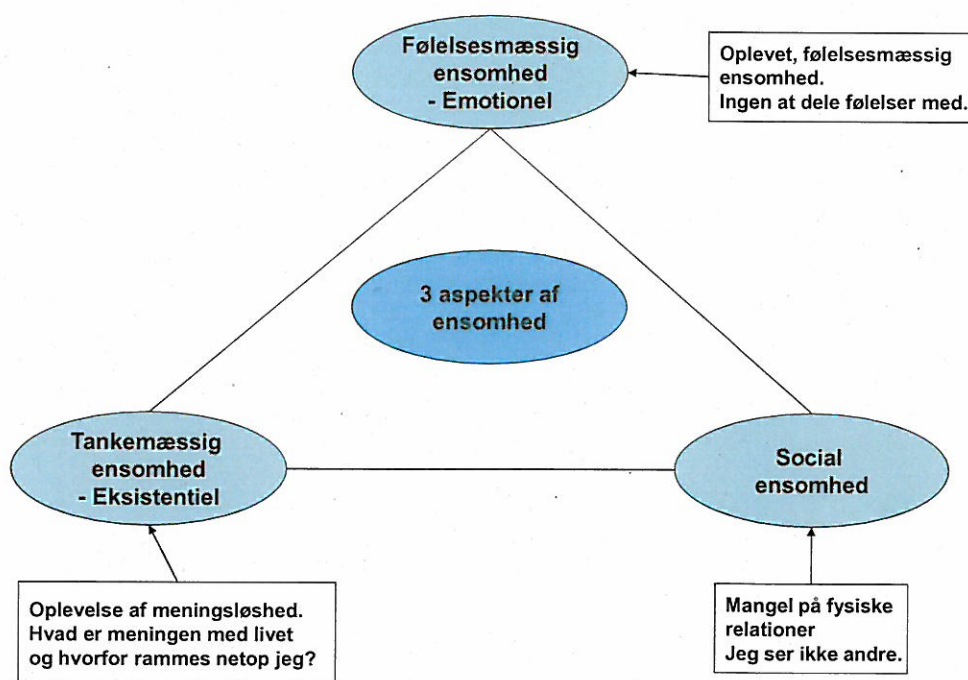 Følelsesmæssig
ensomhed
- Emotionel
Oplevet, følelsesmæssig
ensomhed.
Ingen at dele følelser med.
3 aspekter af
ensomhed
Tankemæssig
ensomhed
- Eksistentiel
Social
ensomhed
Oplevelse af meningsløshed.
Hvad er meningen med livet
og hvorfor rammes netop jeg?
Mangel på fysiske
relationer
Jeg ser ikke andre.